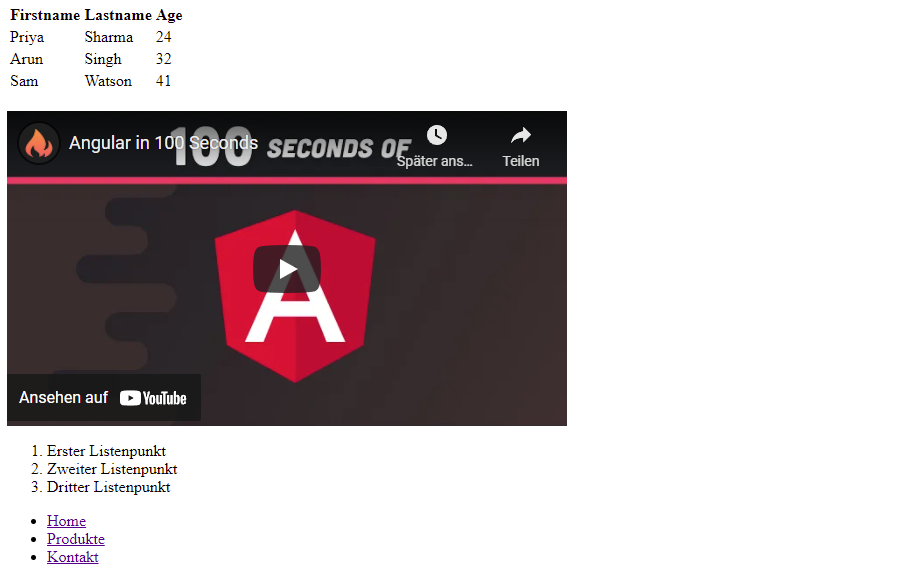 Firstname Lastname Age
Priya Sharma 24
Arun Singh 32
Sam Watson 41
Angular in 100 Seconds
100 SECONDS OF
Später ans...
Teilen
A
Ansehen auf YouTube
1. Erster Listenpunkt
2. Zweiter Listenpunkt
3. Dritter Listenpunkt
• Home
• Produkte
• Kontakt